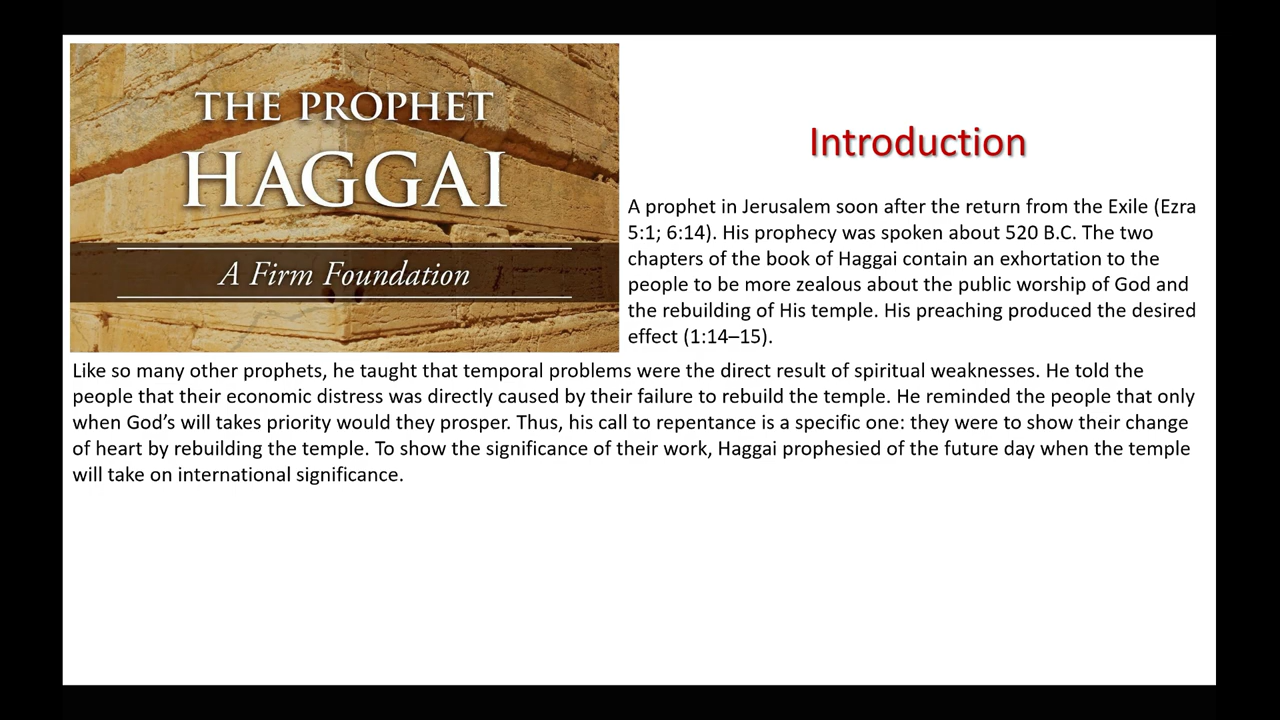 THE PROPHET
HAGGAI
A Firm Foundation
Introduction
A prophet in Jerusalem soon after the return from the Exile (Ezra
5:1; 6:14). His prophecy was spoken about 520 B.C. The two
chapters of the book of Haggai contain an exhortation to the
people to be more zealous about the public worship of God and
the rebuilding of His temple. His preaching produced the desired
effect (1:14–15).
Like so many other prophets, he taught that temporal problems were the direct result of spiritual weaknesses. He told the
people that their economic distress was directly caused by their failure to rebuild the temple. He reminded the people that only
when God’s will takes priority would they prosper. Thus, his call to repentance is a specific one: they were to show their change
of heart by rebuilding the temple. To show the significance of their work, Haggai prophesied of the future day when the temple
will take on international significance.